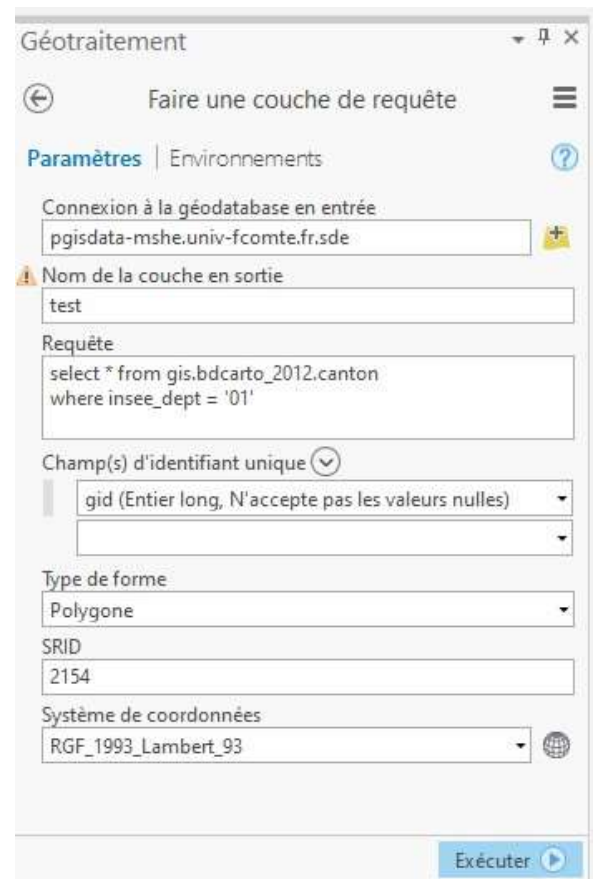 Géotraitement
Faire une couche de requête
Paramètres | Environnements
Connexion à la géodatabase en entrée
pgisdata-mshe.univ-fcomte.fr.sde
Nom de la couche en sortie
test
Requête
select * from gis.bdcarto_2012.canton
where insee_dept = '01'
Champ(s) d'identifiant unique
gid (Entier long, N'accepte pas les valeurs nulles)
Type de forme
Polygone
SRID
2154
Système de coordonnées
RGF_1993_Lambert_93
Exécuter